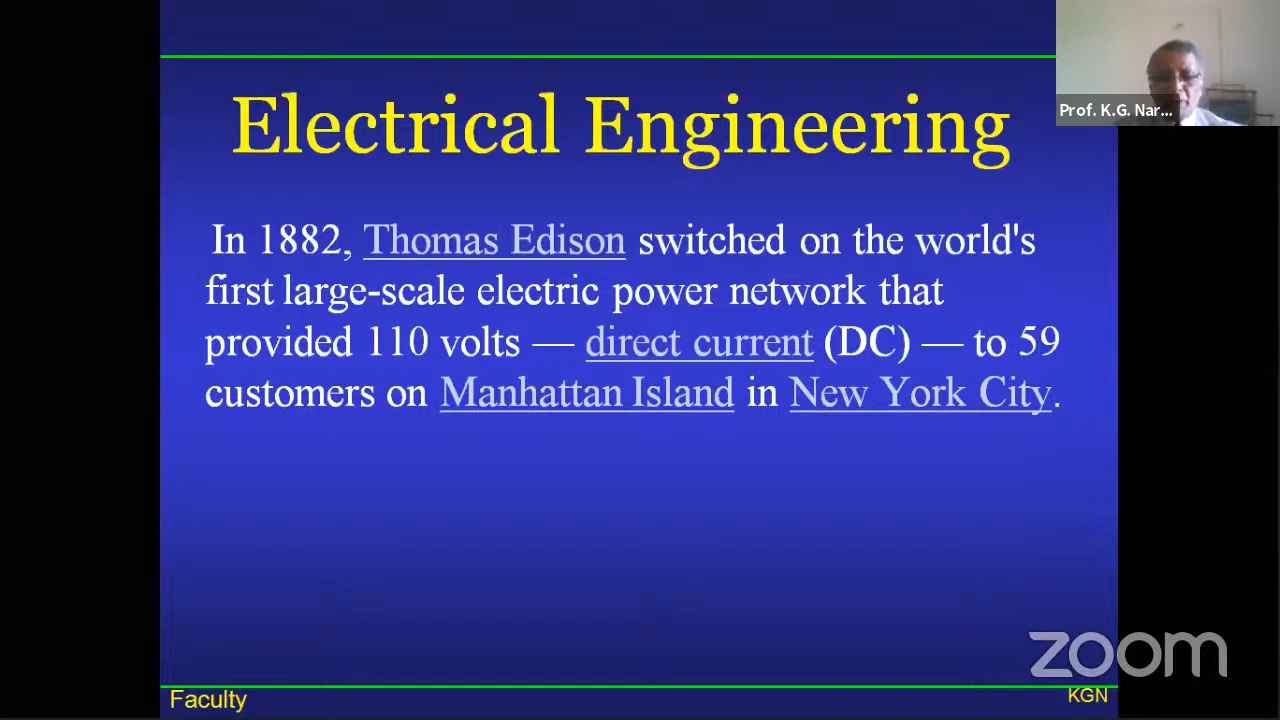 Electrical Engineering
Prof. K.G. Nar...
In 1882, Thomas Edison switched on the world's
first large-scale electric power network that
provided 110 volts — direct current (DC) — to 59
customers on Manhattan Island in New York City.
zoom
Faculty
KGN